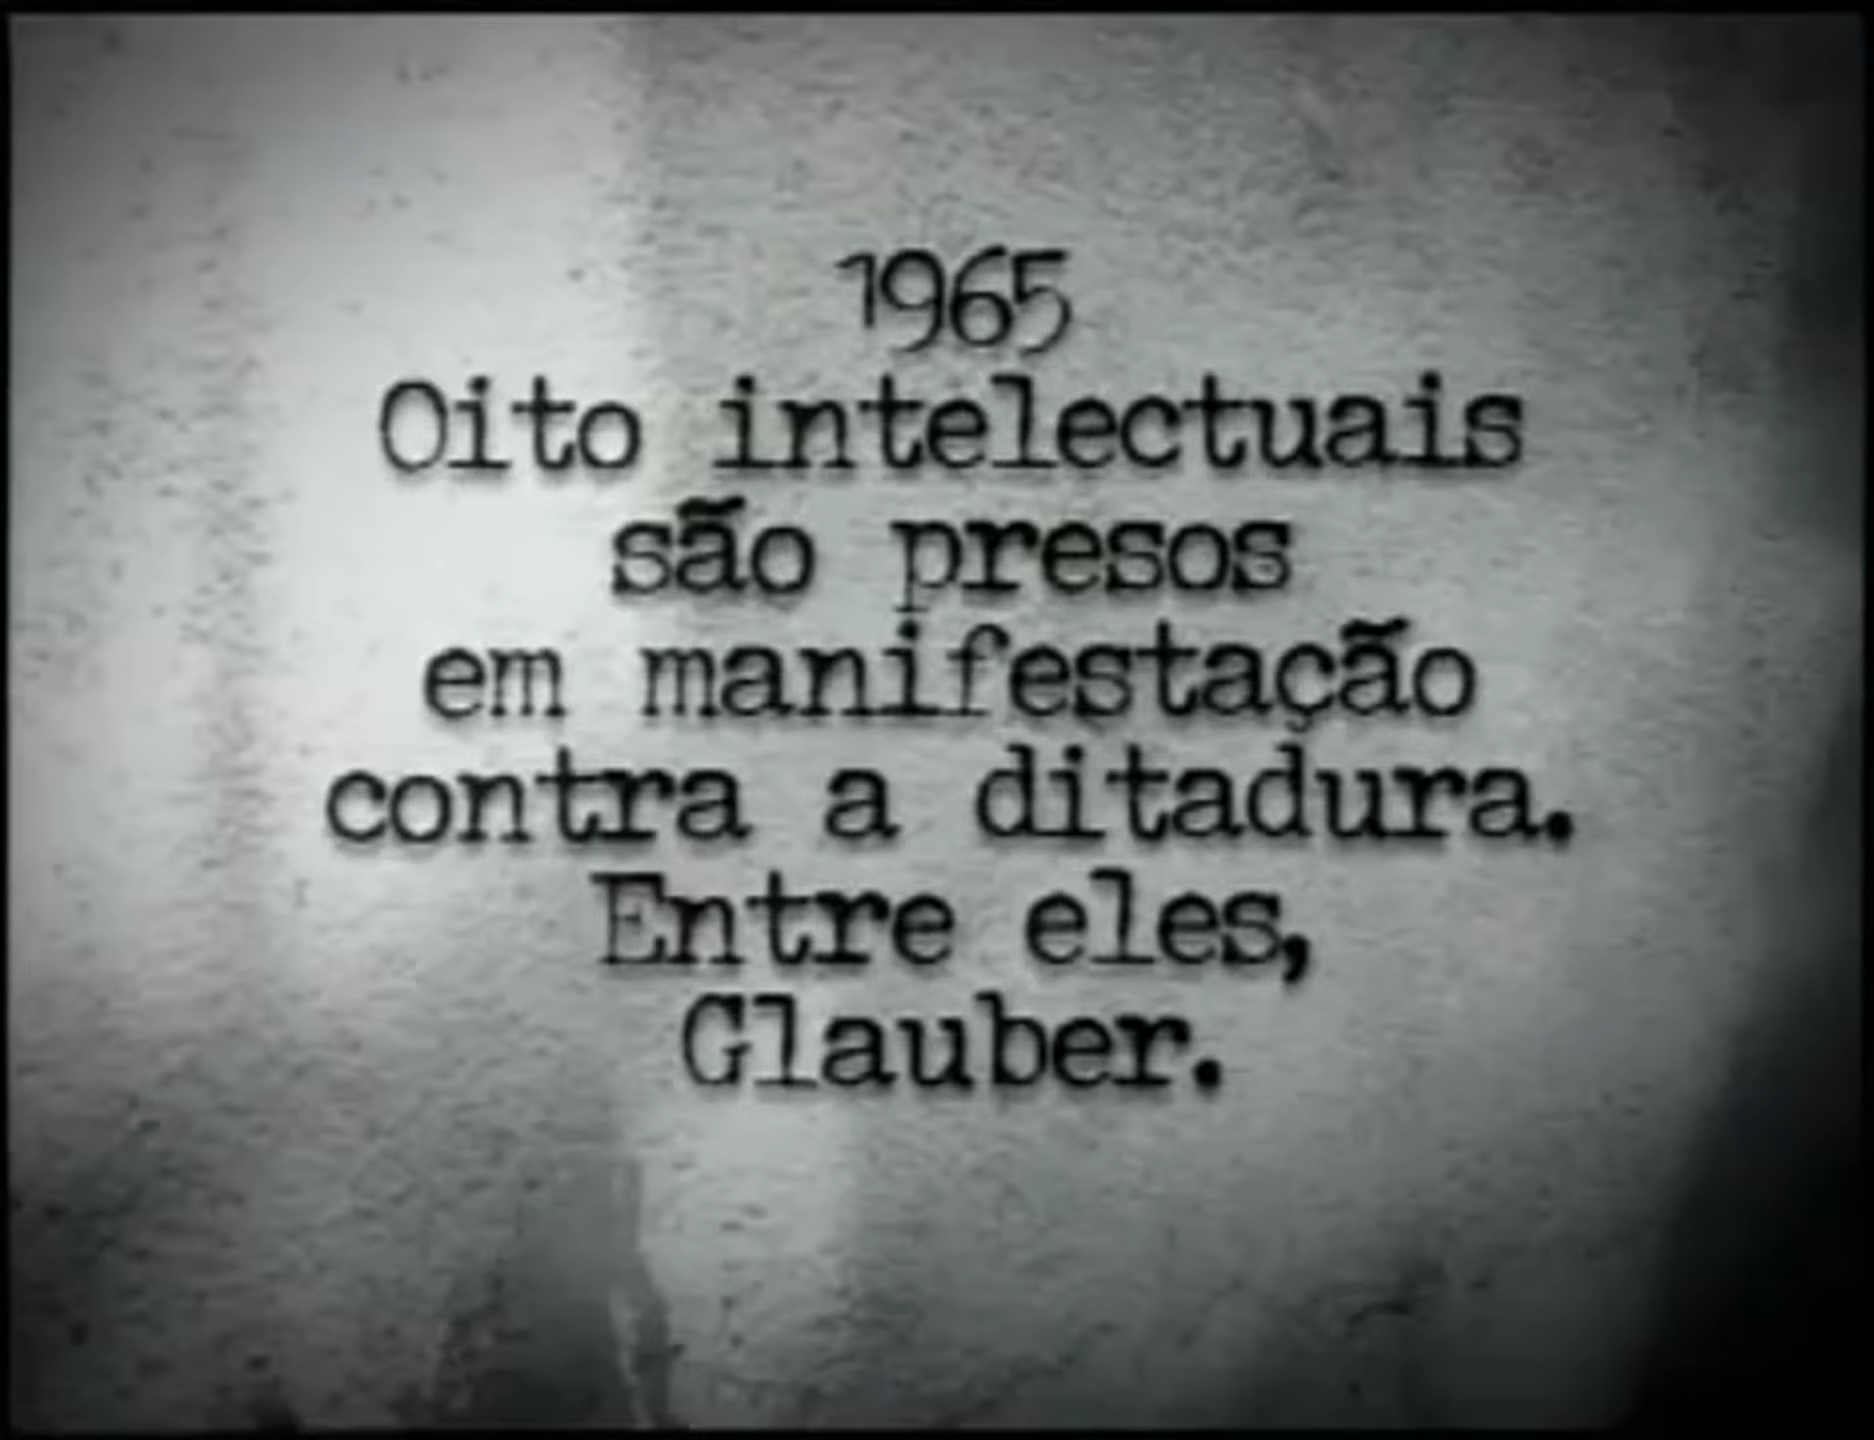 1965
Oito intelectuais
são presos
em manifestação
contra a ditadura.
Entre eles,
Glauber.